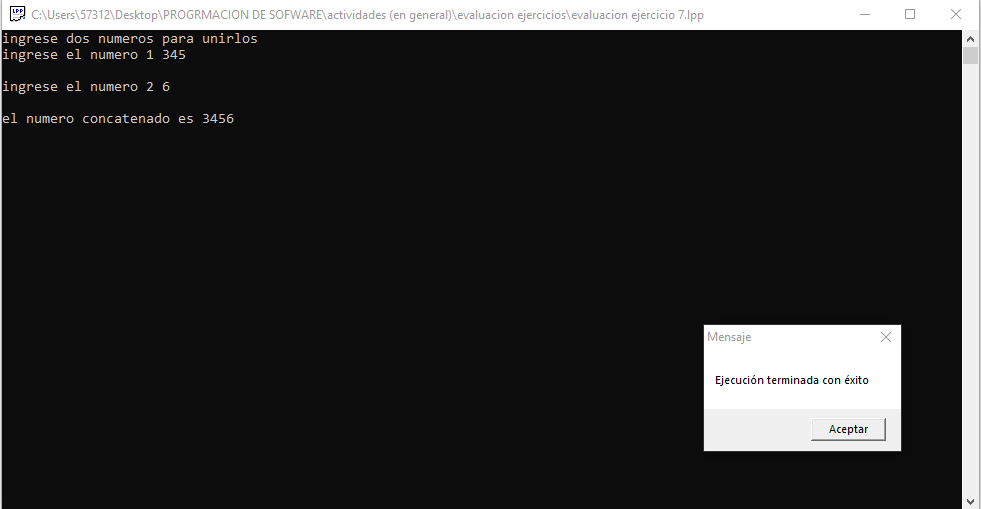 LPP
C:\Users\57312\Desktop\PROGRMACION DE SOFWARE\actividades (en general)\evaluacion ejercicios\evaluacion ejercicio 7.lpp
ingrese dos numeros para unirlos
ingrese el numero 1 345
ingrese el numero 2 6
el numero concatenado es 3456
Mensaje
Ejecución terminada con éxito
Aceptar